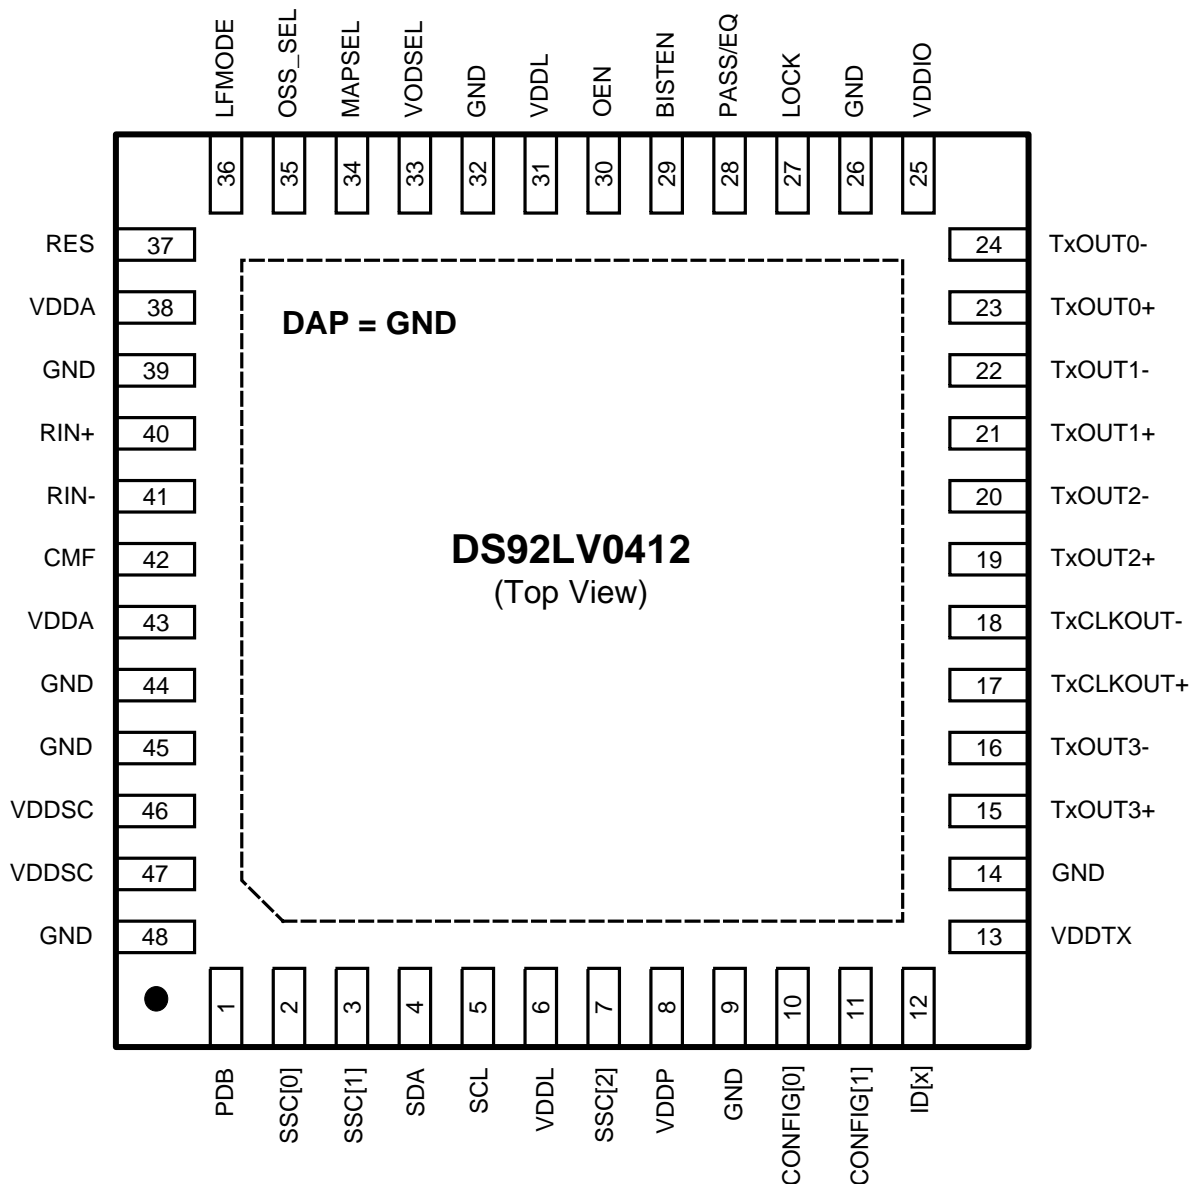 LFMODE
OSS_SEL
MAPSEL
VODSEL
GND
VDDL
OEN
BISTEN
PASS/EQ
LOCK
GND
VDDIO
36
35
34
33
32
31
30
29
28
27
26
25
RES 37
24 TxOUT0-
VDDA 38
23 TxOUT0+
DAP = GND
GND 39
22 TxOUT1-
RIN+ 40
21 TxOUT1+
RIN- 41
20 TxOUT2-
DS92LV0412
CMF 42
19 TxOUT2+
(Top View)
VDDA 43
18 TxCLKOUT-
GND 44
17 TxCLKOUT+
GND 45
16 TxOUT3-
VDDSC 46
15 TxOUT3+
VDDSC 47
14 GND
GND 48
13 VDDTX
1
2
3
4
5
6
7
8
9
10
11
12
PDB
SSC[0]
SSC[1]
SDA
SCL
VDDL
SSC[2]
VDDP
GND
CONFIG[0]
CONFIG[1]
ID[x]